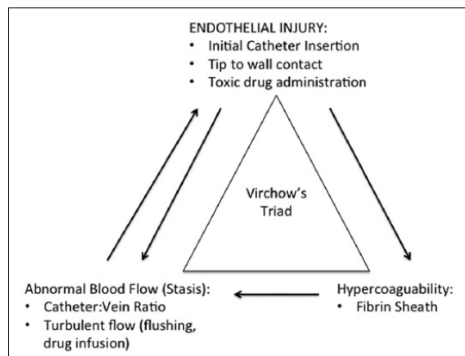 ENDOTHELIAL INJURY:
• Initial Catheter Insertion
• Tip to wall contact
• Toxic drug administration
Virchow's
Triad
Abnormal Blood Flow (Stasis):
• Catheter:Vein Ratio
• Turbulent flow (flushing,
drug infusion)
Hypercoaguability:
• Fibrin Sheath